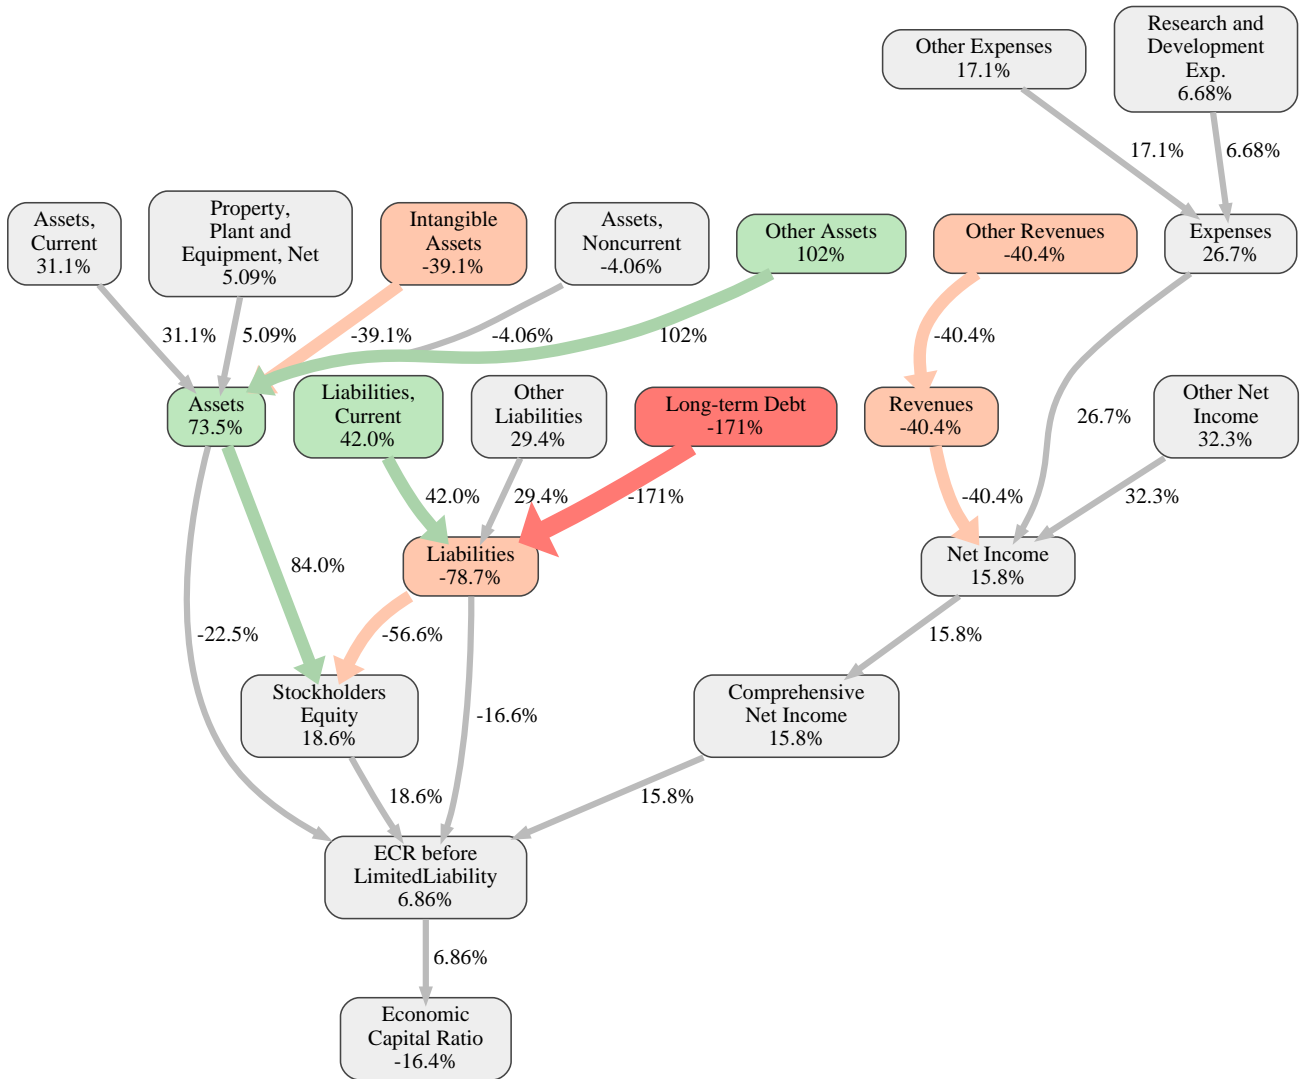 Other Expenses
17.1%
Research and
Development
Exp.
6.68%
17.1%
6.68%
Assets,
Current
31.1%
Property,
Plant and
Equipment, Net
5.09%
Intangible
Assets
-39.1%
Assets,
Noncurrent
-4.06%
Other Assets
102%
Other Revenues
-40.4%
Expenses
26.7%
31.1%
5.09%
-39.1%
-4.06%
102%
-40.4%
Assets
73.5%
Liabilities,
Current
42.0%
Other
Liabilities
29.4%
Long-term Debt
-171%
Revenues
-40.4%
26.7%
Other Net
Income
32.3%
42.0%
29.4%
-171%
-40.4%
32.3%
84.0%
Liabilities
-78.7%
Net Income
15.8%
-22.5%
-56.6%
15.8%
Stockholders
Equity
18.6%
-16.6%
Comprehensive
Net Income
15.8%
18.6%
15.8%
ECR before
LimitedLiability
6.86%
6.86%
Economic
Capital Ratio
-16.4%